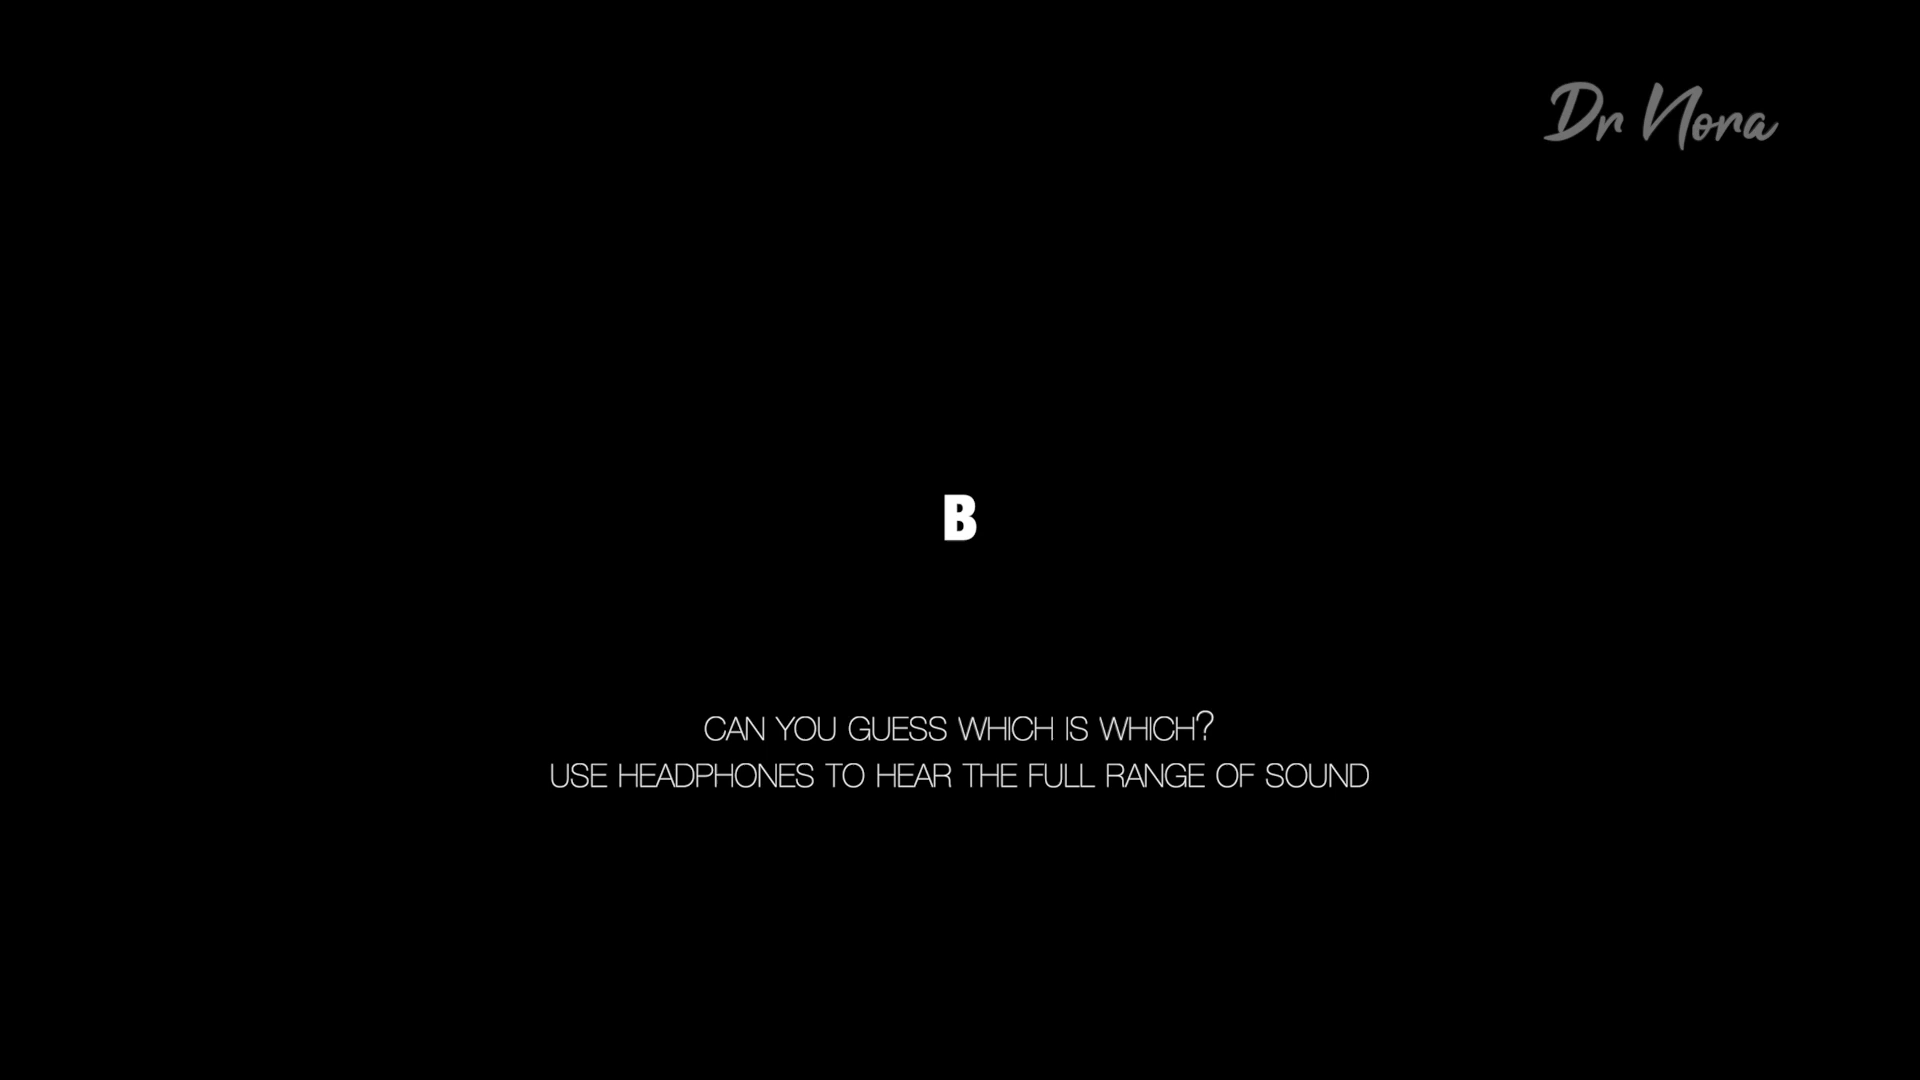 Dr Nora
B
CAN YOU GUESS WHICH IS WHICH?
USE HEADPHONES TO HEAR THE FULL RANGE OF SOUND